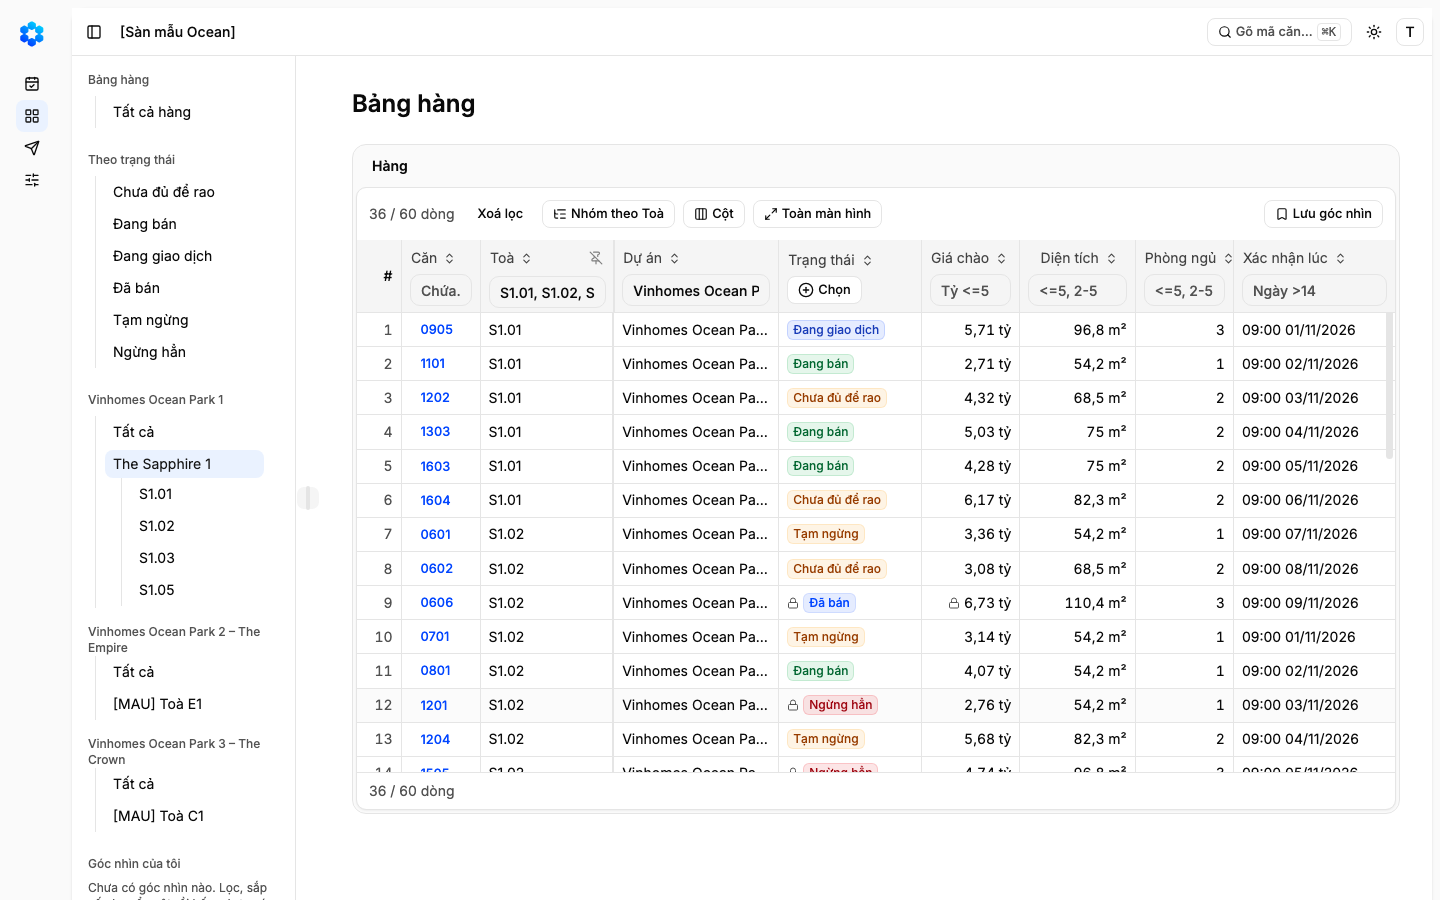 [Sàn mẫu Ocean]
Gõ mã căn... ⌘K
T
Bảng hàng
Tất cả hàng
Theo trạng thái
Chưa đủ để rao
Đang bán
Đang giao dịch
Đã bán
Tạm ngừng
Ngừng hẳn
Vinhomes Ocean Park 1
Tất cả
The Sapphire 1
S1.01
S1.02
S1.03
S1.05
Vinhomes Ocean Park 2 – The
Empire
Tất cả
[MAU] Toà E1
Vinhomes Ocean Park 3 – The
Crown
Tất cả
[MAU] Toà C1
Góc nhìn của tôi
Chưa có góc nhìn nào. Lọc, sắp
Bảng hàng
Hàng
36 / 60 dòng Xoá lọc Nhóm theo Toà Cột Toàn màn hình Lưu góc nhìn
# Căn Toà Dự án Trạng thái Giá chào Diện tích Phòng ngủ Xác nhận lúc
Chứa. S1.01, S1.02, S Vinhomes Ocean P Chọn Tỷ <=5 <=5, 2-5 <=5, 2-5 Ngày >14
1 0905 S1.01 Vinhomes Ocean Pa... Đang giao dịch 5,71 tỷ 96,8 m² 3 09:00 01/11/2026
2 1101 S1.01 Vinhomes Ocean Pa... Đang bán 2,71 tỷ 54,2 m² 1 09:00 02/11/2026
3 1202 S1.01 Vinhomes Ocean Pa... Chưa đủ để rao 4,32 tỷ 68,5 m² 2 09:00 03/11/2026
4 1303 S1.01 Vinhomes Ocean Pa... Đang bán 5,03 tỷ 75 m² 2 09:00 04/11/2026
5 1603 S1.01 Vinhomes Ocean Pa... Đang bán 4,28 tỷ 75 m² 2 09:00 05/11/2026
6 1604 S1.01 Vinhomes Ocean Pa... Chưa đủ để rao 6,17 tỷ 82,3 m² 2 09:00 06/11/2026
7 0601 S1.02 Vinhomes Ocean Pa... Tạm ngừng 3,36 tỷ 54,2 m² 1 09:00 07/11/2026
8 0602 S1.02 Vinhomes Ocean Pa... Chưa đủ để rao 3,08 tỷ 68,5 m² 2 09:00 08/11/2026
9 0606 S1.02 Vinhomes Ocean Pa... Đã bán 6,73 tỷ 110,4 m² 3 09:00 09/11/2026
10 0701 S1.02 Vinhomes Ocean Pa... Tạm ngừng 3,14 tỷ 54,2 m² 1 09:00 01/11/2026
11 0801 S1.02 Vinhomes Ocean Pa... Đang bán 4,07 tỷ 54,2 m² 1 09:00 02/11/2026
12 1201 S1.02 Vinhomes Ocean Pa... Ngừng hẳn 2,76 tỷ 54,2 m² 1 09:00 03/11/2026
13 1204 S1.02 Vinhomes Ocean Pa... Tạm ngừng 5,68 tỷ 82,3 m² 2 09:00 04/11/2026
14 1505 S1.02 Vinhomes Ocean Pa... Ngừng hẳn 4,74 tỷ 96,8 m² 3 09:00 05/11/2026
36 / 60 dòng